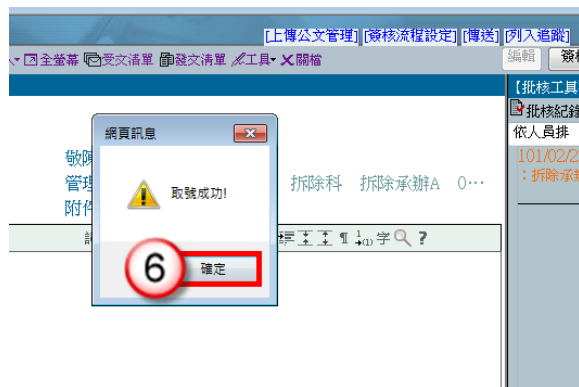 [上傳公文管理] [簽核流程設定] [傳送] [列入追蹤]
全螢幕 受文清單 發文清單 工具 關檔
編輯 簽核
【批核工具
批核紀錄
依人員排
101/02/2
：拆除承辦
網頁訊息
取號成功!
確定
6
敬陳
管理 拆除科 拆除承辦A 0…
附件
字 ?